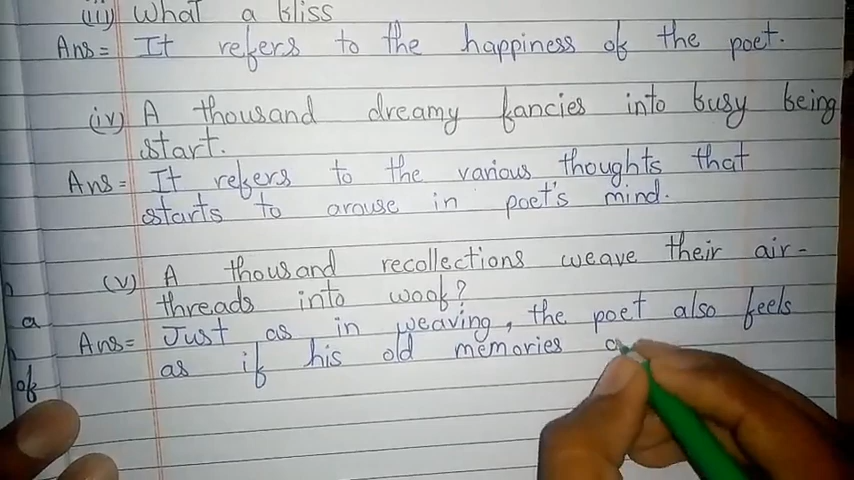 (iii) What a bliss
Ans = It refers to the happiness of the poet.
(iv) A thousand dreamy fancies into busy being
start.
Ans = It refers to the various thoughts that
starts to arouse in poet's mind.
(v) A thousand recollections weave their air-
threads into woof?
a
Ans = Just as in weaving, the poet also feels
as if his old memories a
of